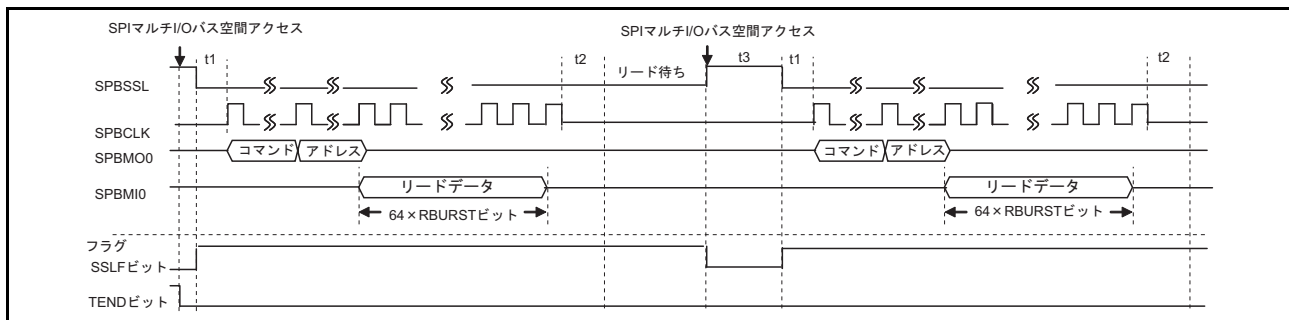 SPIマルチI/Oバス空間アクセス
SPIマルチI/Oバス空間アクセス
t1
t2
リード待ち
t3
t1
t2
SPBSSL
SPBCLK
SPBMO0
コマンド
アドレス
コマンド
アドレス
SPBMI0
リードデータ
リードデータ
64×RBURSTビット
64×RBURSTビット
フラグ
SSLFビット
TENDビット